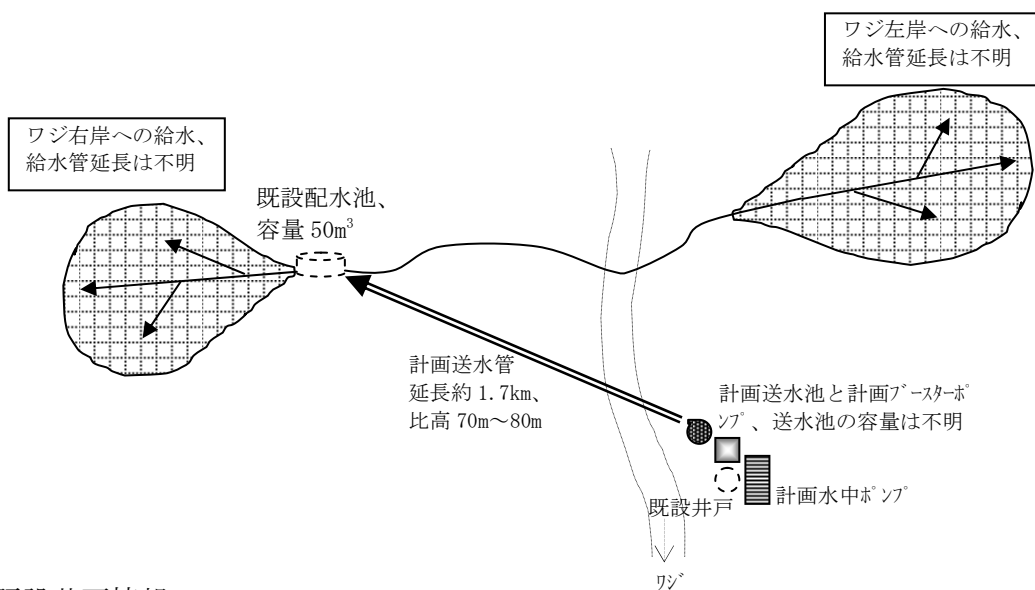 ワジ左岸への給水、
給水管延長は不明
ワジ右岸への給水、
給水管延長は不明
既設配水池、
容量 50m³
計画送水管
延長約 1.7km、
比高 70m~80m
計画送水池と計画ﾌﾞｰｽﾀｰﾎﾟ
ﾝﾌﾟ、送水池の容量は不明
既設井戸
計画水中ﾎﾟﾝﾌﾟ
ﾜｼﾞ